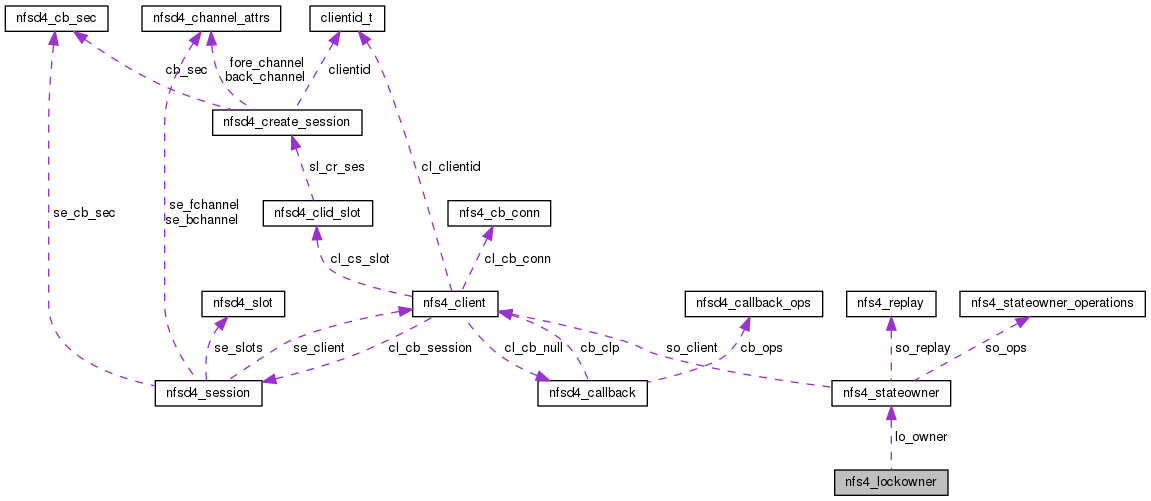 nfsd4_cb_sec
nfsd4_channel_attrs
clientid_t
cb_sec
fore_channel
back_channel
clientid
nfsd4_create_session
sl_cr_ses
cl_clientid
se_cb_sec
se_fchannel
se_bchannel
nfsd4_clid_slot
nfs4_cb_conn
cl_cs_slot
cl_cb_conn
nfsd4_slot
nfs4_client
nfsd4_callback_ops
nfs4_replay
nfs4_stateowner_operations
se_slots
se_client
cl_cb_session
cl_cb_null
cb_clp
so_client
cb_ops
so_replay
so_ops
nfsd4_session
nfsd4_callback
nfs4_stateowner
lo_owner
nfs4_lockowner